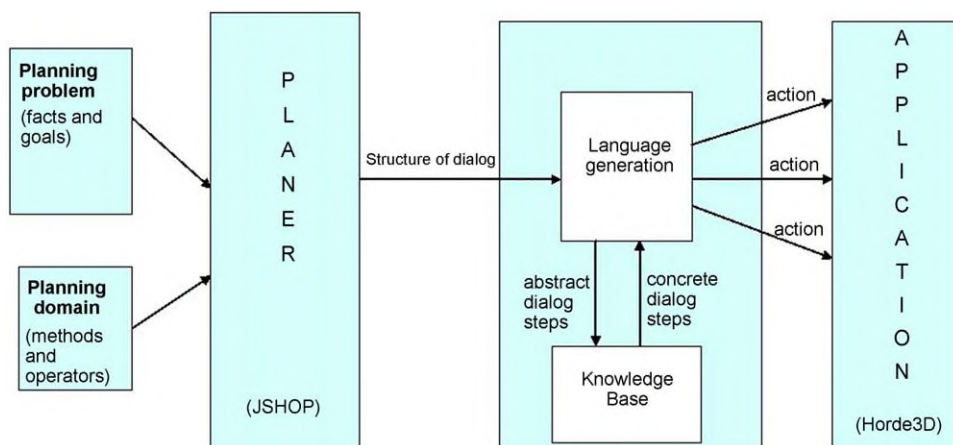 Planning
problem
(facts and
goals)
Planning
domain
(methods and
operators)
P
L
A
N
E
R
(JSHOP)
Structure of dialog
Language
generation
abstract
dialog
steps
concrete
dialog
steps
Knowledge
Base
action
action
action
A
P
P
L
I
C
A
T
I
O
N
(Horde3D)